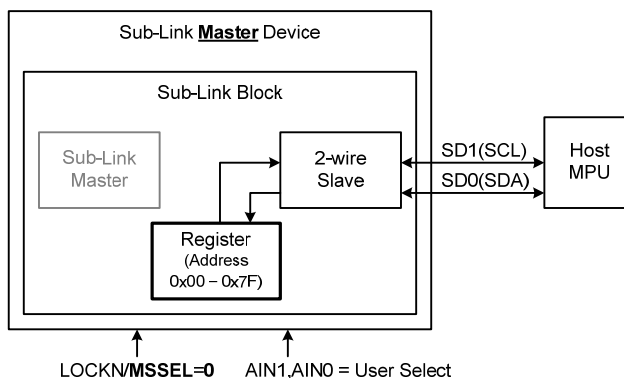 Sub-Link Master Device
Sub-Link Block
Sub-Link
Master
2-wire
Slave
SD1(SCL)
SD0(SDA)
Host
MPU
Register
(Address
0x00 – 0x7F)
LOCKN/MSSEL=0
AIN1,AIN0 = User Select